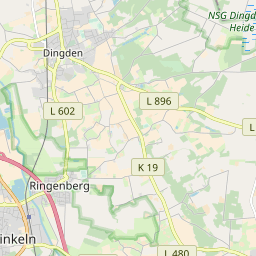 NSG Dingd
Heide
Dingden
L 896
L 602
L
K 19
Ringenberg
inkeln
L 480